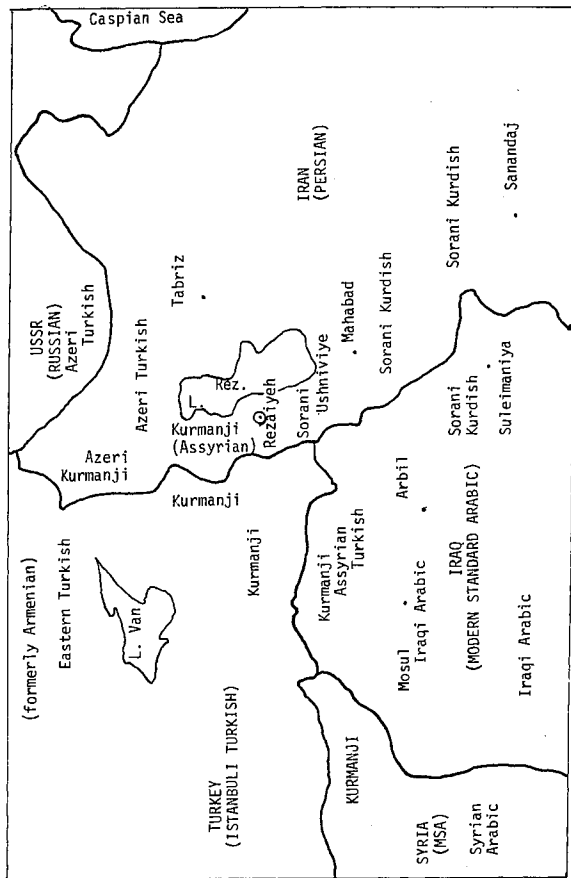 Caspian Sea
(formerly Armenian)
Eastern Turkish
USSR
(RUSSIAN)
Azeri
Turkish
Azeri
Kurmanji
Azeri Turkish
Tabriz
L. Van
Kurmanji
L.
Rez.
Kurmanji
(Assyrian)
Rezaiyeh
TURKEY
(ISTANBULI TURKISH)
Kurmanji
Sorani
Ushniviye
IRAN
(PERSIAN)
Mahabad
Sorani Kurdish
KURMANJI
Kurmanji
Assyrian
Turkish
Mosul
Iraqi Arabic
Arbil
SYRIA
(MSA)
Syrian
Arabic
IRAQ
(MODERN STANDARD ARABIC)
Iraqi Arabic
Sorani
Kurdish
Suleimaniya
Sorani Kurdish
Sanandaj